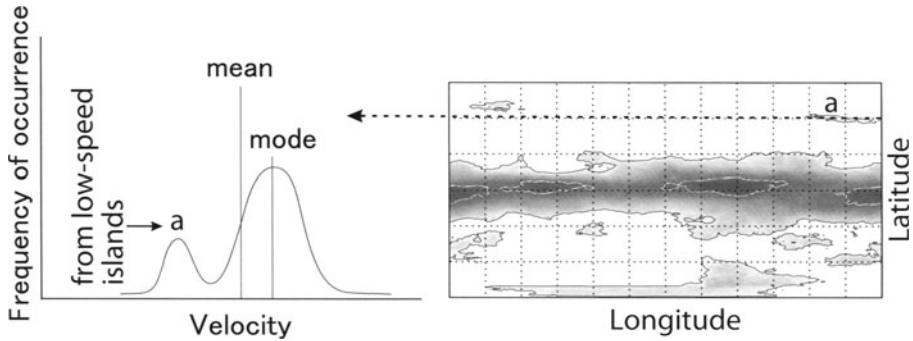 Frequency of occurrence
from low-speed
islands
a
mean
mode
Velocity
a
Latitude
Longitude